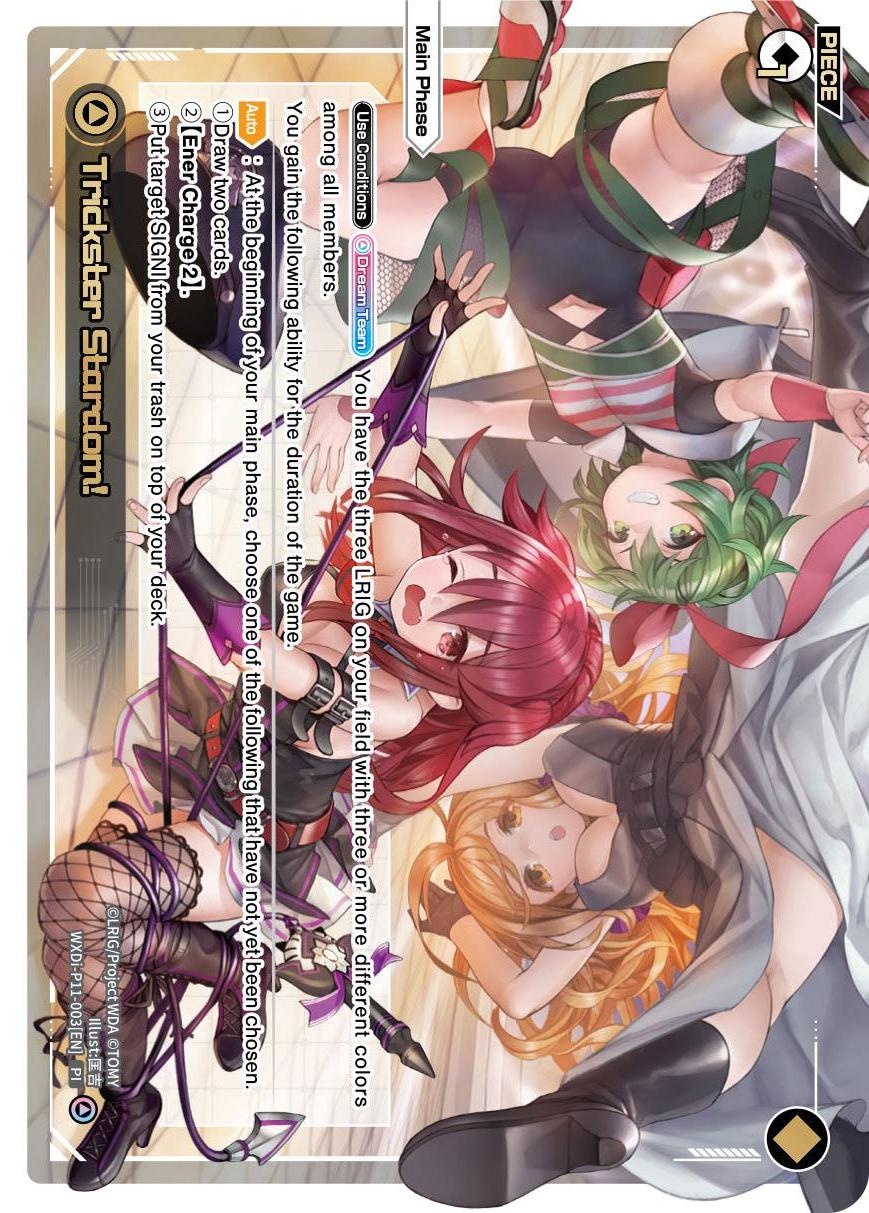 PIECE
1
Main Phase
Use Conditions Dream Team You have the three LRIG on your field with three or more different colors
among all members.
You gain the following ability for the duration of the game.
Auto : At the beginning of your main phase, choose one of the following that have not yet been chosen.
①Draw two cards.
②【Ener Charge 2】.
③Put target SIGNI from your trash on top of your deck.
Trickster Stardom!
©LRIG/Project WDA ©TOMY
Illust:匡吉
WXDi-P11-003[EN] PI